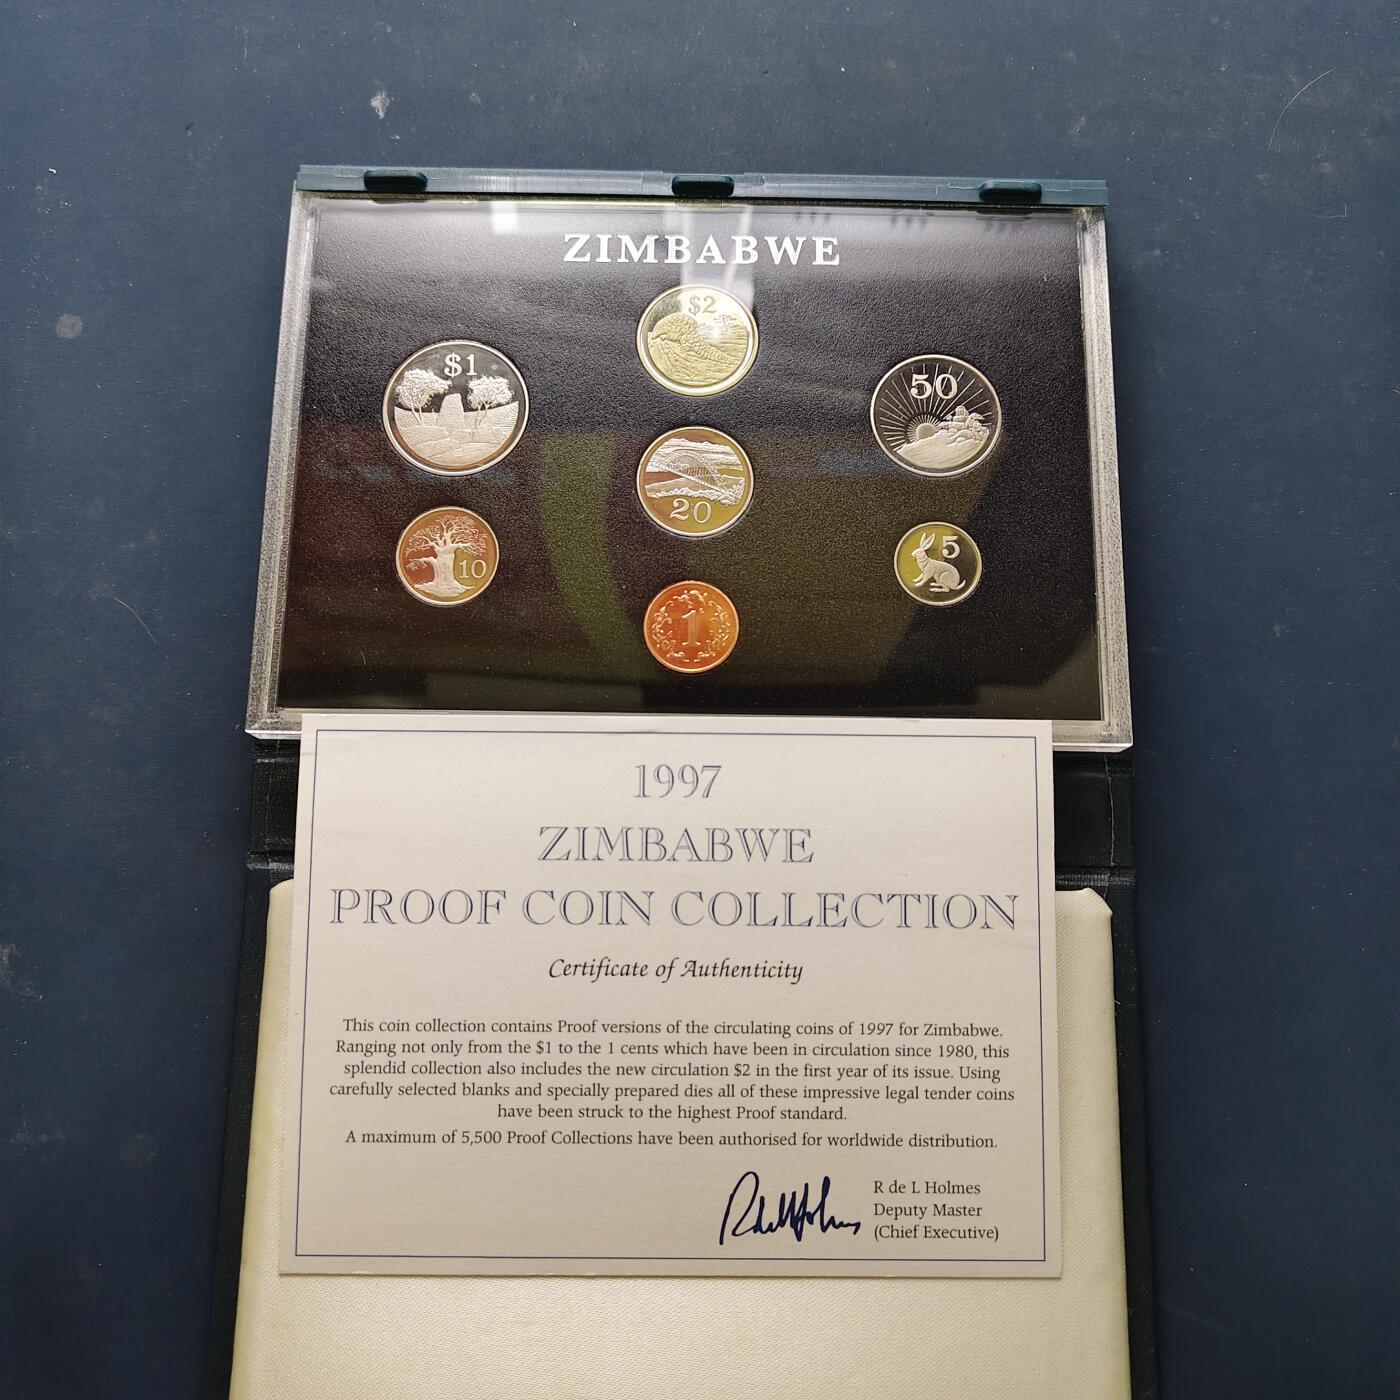 ZIMBABWE
$2
$1
50
20
10
5
1
1997
ZIMBABWE
PROOF COIN COLLECTION
Certificate of Authenticity
This coin collection contains Proof versions of the circulating coins of 1997 for Zimbabwe.
Ranging not only from the $1 to the 1 cents which have been in circulation since 1980, this
splendid collection also includes the new circulation $2 in the first year of its issue. Using
carefully selected blanks and specially prepared dies all of these impressive legal tender coins
have been struck to the highest Proof standard.
A maximum of 5,500 Proof Collections have been authorised for worldwide distribution.
R de L Holmes
Deputy Master
(Chief Executive)